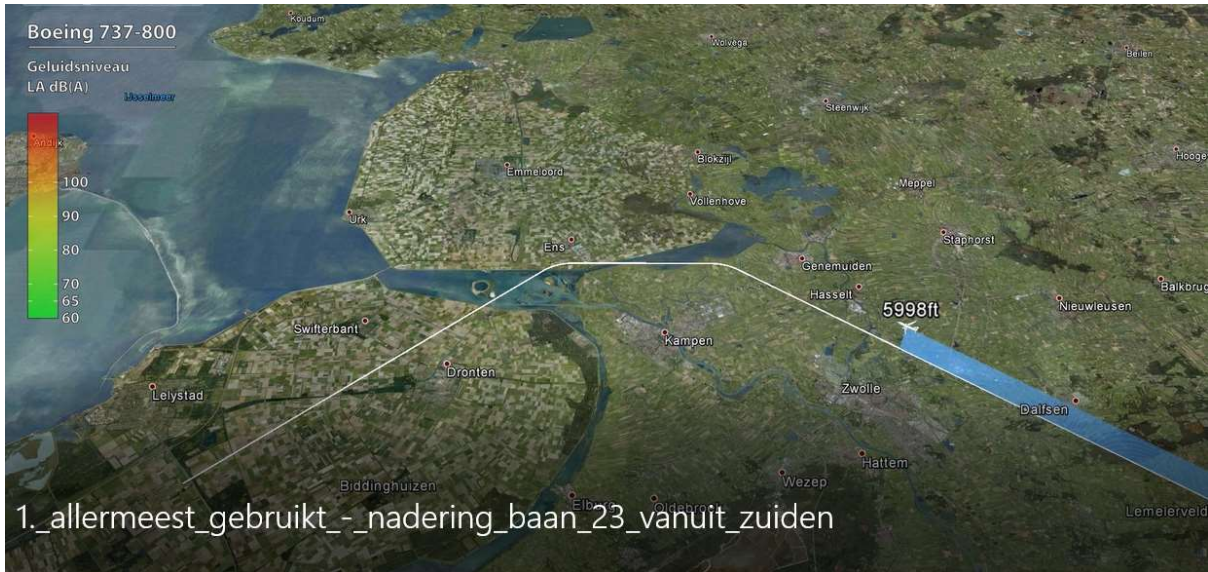 Boeing 737-800
Geluidsniveau
LA dB(A)
100
90
80
70
65
60
Koudum
IJsselmeer
Wolvega
Beilen
Steenwijk
Blokzijl
Emmeloord
Meppel
Vollenhove
Urk
Ens
Staphorst
Genemuiden
Hasselt
5998ft
Nieuwleusen
Balkbrug
Swifterbant
Kampen
Dronten
Zwolle
Lelystad
Dalfsen
Hattem
Wezep
Biddinghuizen
Elburg
Oldebroek
Lemelerveld
1._allermeest_gebruikt_-_nadering_baan_23_vanuit_zuiden